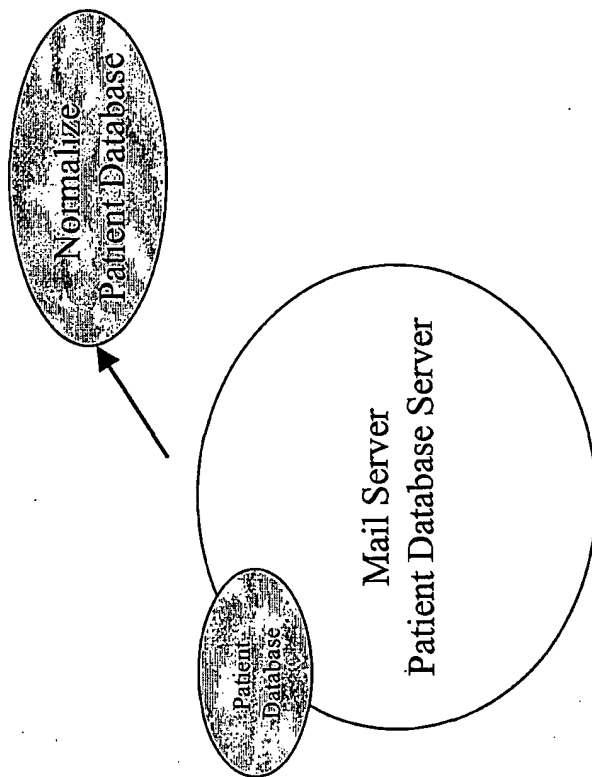 Normalize
Patient Database
Patient
Database
Mail Server
Patient Database Server